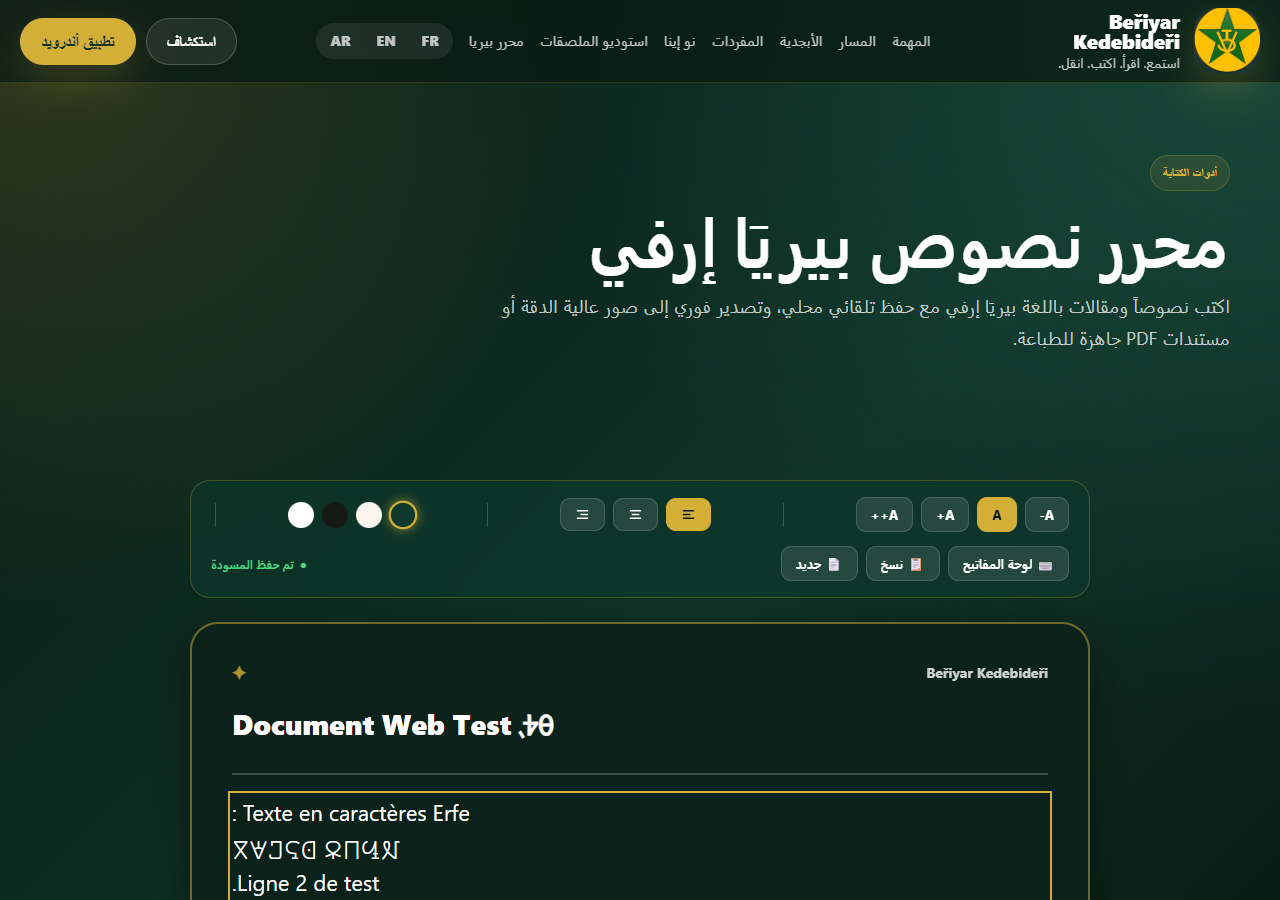 Beřiyar
Kedebideři
استمع. اقرأ. اكتب. انقل.
المهمة المسار الأبجدية المفردات نو إينا استوديو الملصقات محرر بيريا
FR EN AR
استكشاف
تطبيق أندرويد
أدوات الكتابة
محرر نصوص بيريَا إرفي
اكتب نصوصاً ومقالات باللغة بيريَا إرفي مع حفظ تلقائي محلي، وتصدير فوري إلى صور عالية الدقة أو
مستندات PDF جاهزة للطباعة.
A- A A+ A++
لوحة المفاتيح نسخ جديد
● تم حفظ المسودة
Beřiyar Kedebideři
Document Web Test
Texte en caractères Erfe :
Ligne 2 de test.